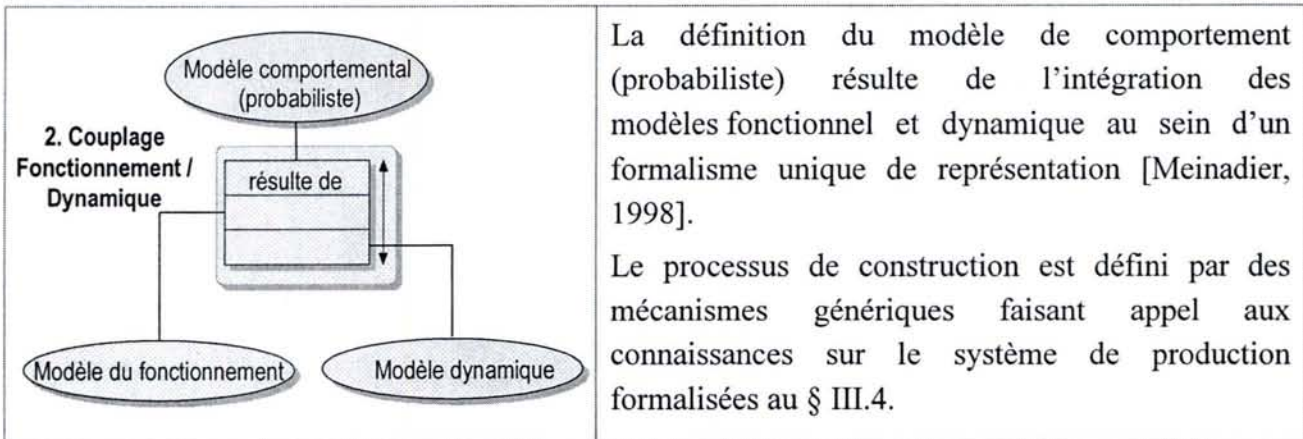 Modèle comportemental
(probabiliste)
2. Couplage
Fonctionnement /
Dynamique
résulte de
Modèle du fonctionnement
Modèle dynamique
La définition du modèle de comportement
(probabiliste) résulte de l'intégration des
modèles fonctionnel et dynamique au sein d'un
formalisme unique de représentation [Meinadier,
1998].
Le processus de construction est défini par des
mécanismes génériques faisant appel aux
connaissances sur le système de production
formalisées au § III.4.